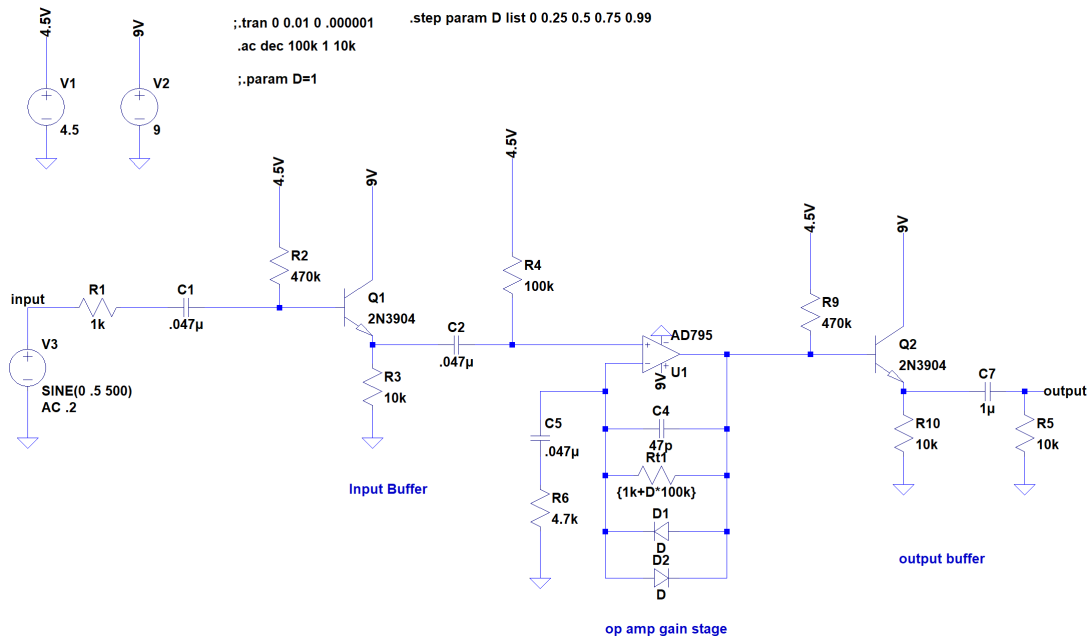 ;.tran 0 0.01 0 .000001
.step param D list 0 0.25 0.5 0.75 0.99
.ac dec 100k 1 10k
;.param D=1
4.5V
V1
4.5
9V
V2
9
4.5V
R2
470k
9V
Q1
2N3904
4.5V
R4
100k
4.5V
R9
470k
9V
Q2
2N3904
input
R1
1k
C1
.047µ
V3
SINE(0 .5 500)
AC .2
R3
10k
C2
.047µ
AD795
U1
9V
C5
.047µ
R6
4.7k
C4
47p
Rt1
{1k+D*100k}
D1
D
D2
D
C7
1µ
output
R10
10k
R5
10k
Input Buffer
output buffer
op amp gain stage